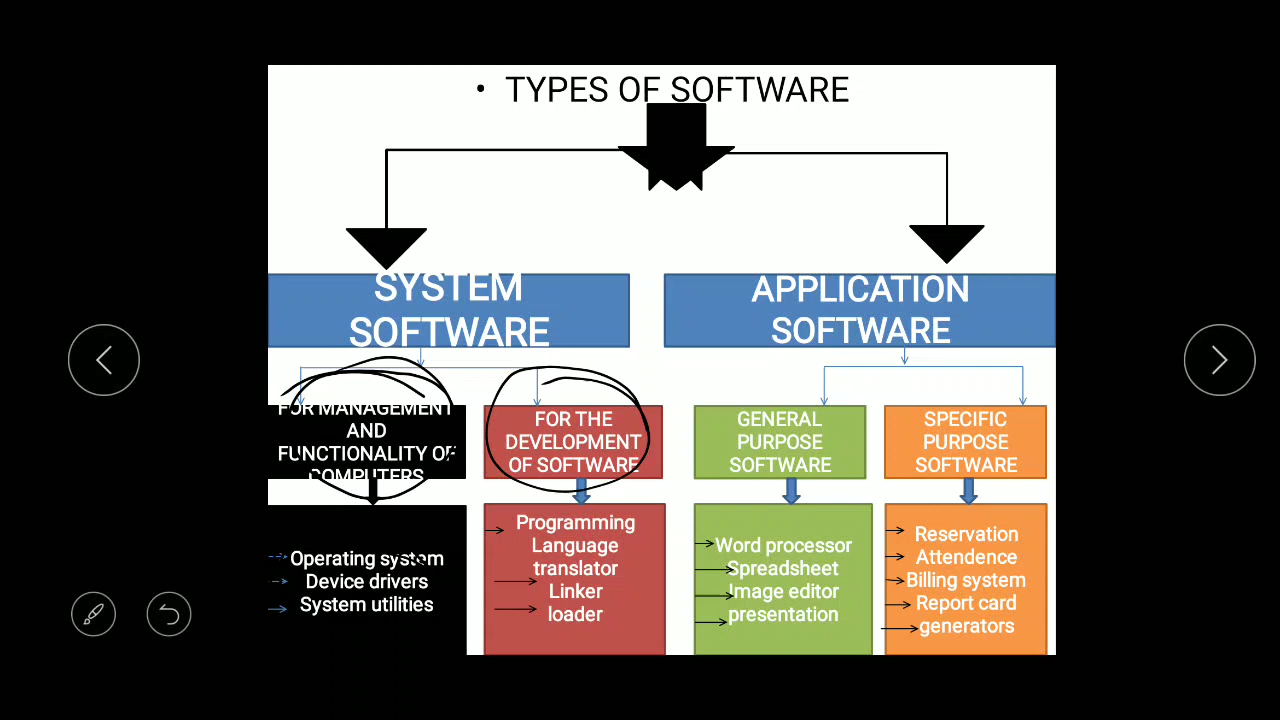 • TYPES OF SOFTWARE
SYSTEM
SOFTWARE
APPLICATION
SOFTWARE
FOR MANAGEMENT
AND
FUNCTIONALITY OF
COMPUTERS
FOR THE
DEVELOPMENT
OF SOFTWARE
GENERAL
PURPOSE
SOFTWARE
SPECIFIC
PURPOSE
SOFTWARE
Operating system
Device drivers
System utilities
Programming
Language
translator
Linker
loader
Word processor
Spreadsheet
Image editor
presentation
Reservation
Attendence
Billing system
Report card
generators